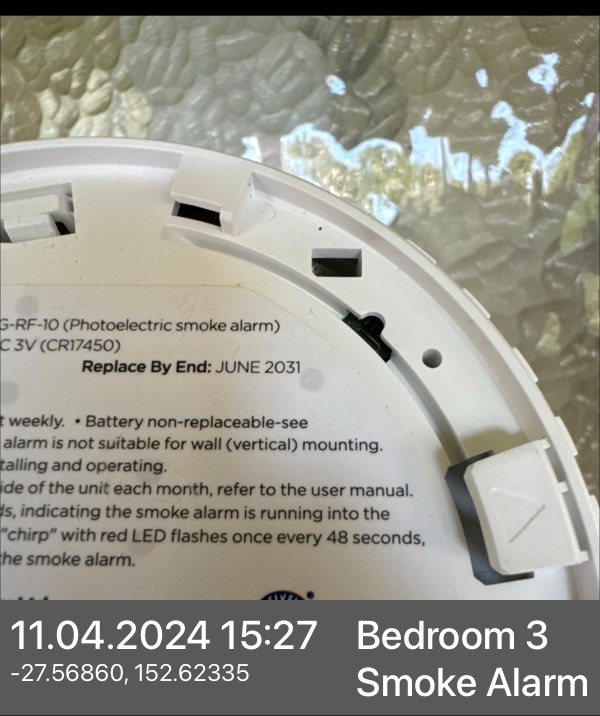 G-RF-10 (Photoelectric smoke alarm)
C 3V (CR17450)
Replace By End: JUNE 2031
t weekly. • Battery non-replaceable-see
alarm is not suitable for wall (vertical) mounting.
talling and operating.
ide of the unit each month, refer to the user manual.
ds, indicating the smoke alarm is running into the
"chirp" with red LED flashes once every 48 seconds,
the smoke alarm.
11.04.2024 15:27
-27.56860, 152.62335
Bedroom 3
Smoke Alarm